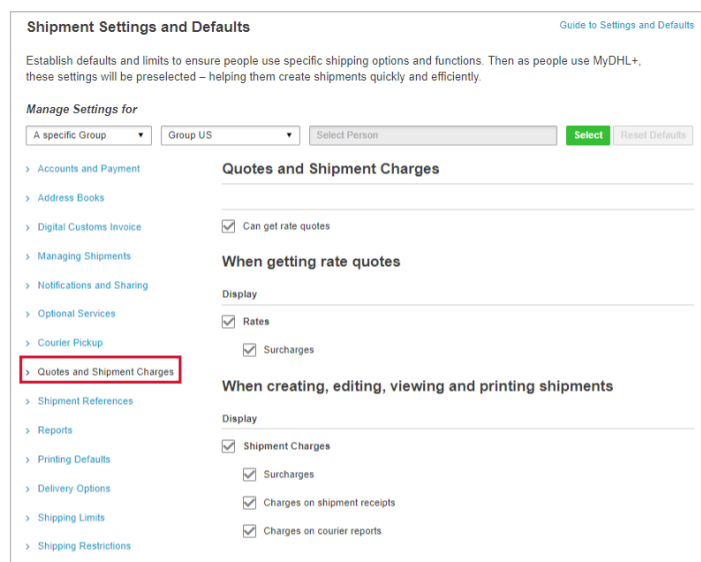 Shipment Settings and Defaults
Guide to Settings and Defaults
Establish defaults and limits to ensure people use specific shipping options and functions. Then as people use MyDHL+,
these settings will be preselected – helping them create shipments quickly and efficiently.
Manage Settings for
A specific Group
Group US
Select Person
Select
Reset Defaults
Accounts and Payment
Address Books
Digital Customs Invoice
Managing Shipments
Notifications and Sharing
Optional Services
Courier Pickup
Quotes and Shipment Charges
Shipment References
Reports
Printing Defaults
Delivery Options
Shipping Limits
Shipping Restrictions
Quotes and Shipment Charges
Can get rate quotes
When getting rate quotes
Display
Rates
Surcharges
When creating, editing, viewing and printing shipments
Display
Shipment Charges
Surcharges
Charges on shipment receipts
Charges on courier reports